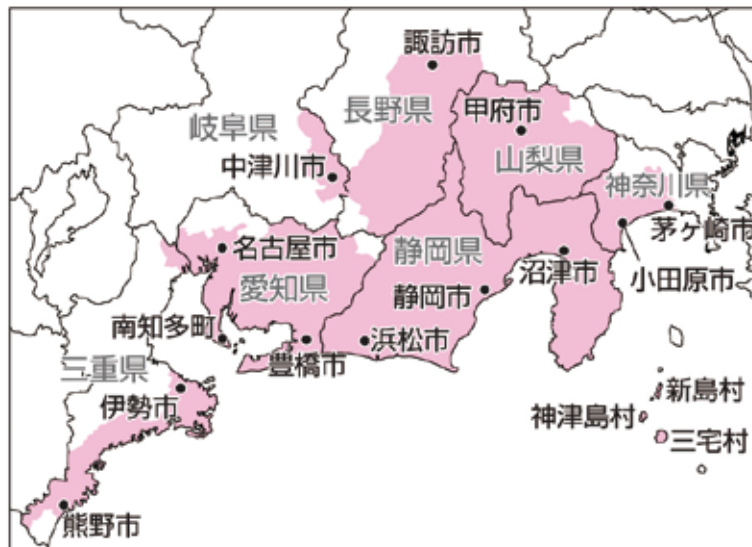 諏訪市
長野県
甲府市
岐阜県
山梨県
中津川市
神奈川県
茅ヶ崎市
名古屋市
静岡県
沼津市
小田原市
愛知県
静岡市
南知多町
豊橋市
浜松市
三重県
伊勢市
新島村
神津島村
三宅村
熊野市